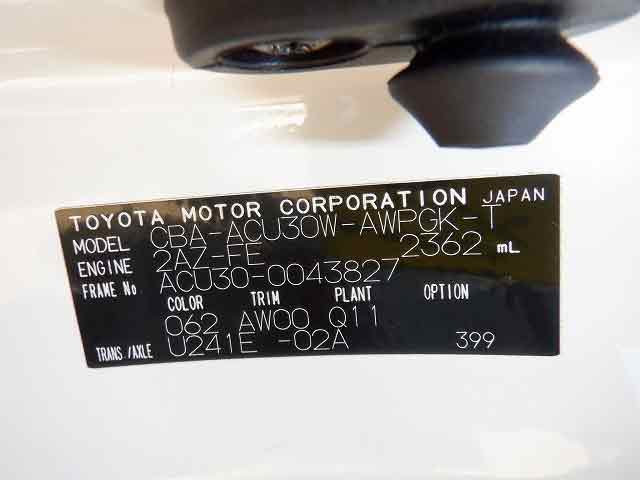 TOYOTA MOTOR CORPORATION JAPAN
MODEL CBA-ACU30W-AWPGK-T
ENGINE 2AZ-FE 2362 mL
FRAME No ACU30-0043827
COLOR TRIM PLANT OPTION
062 AW00 Q11
TRANS./AXLE U241E -02A 399